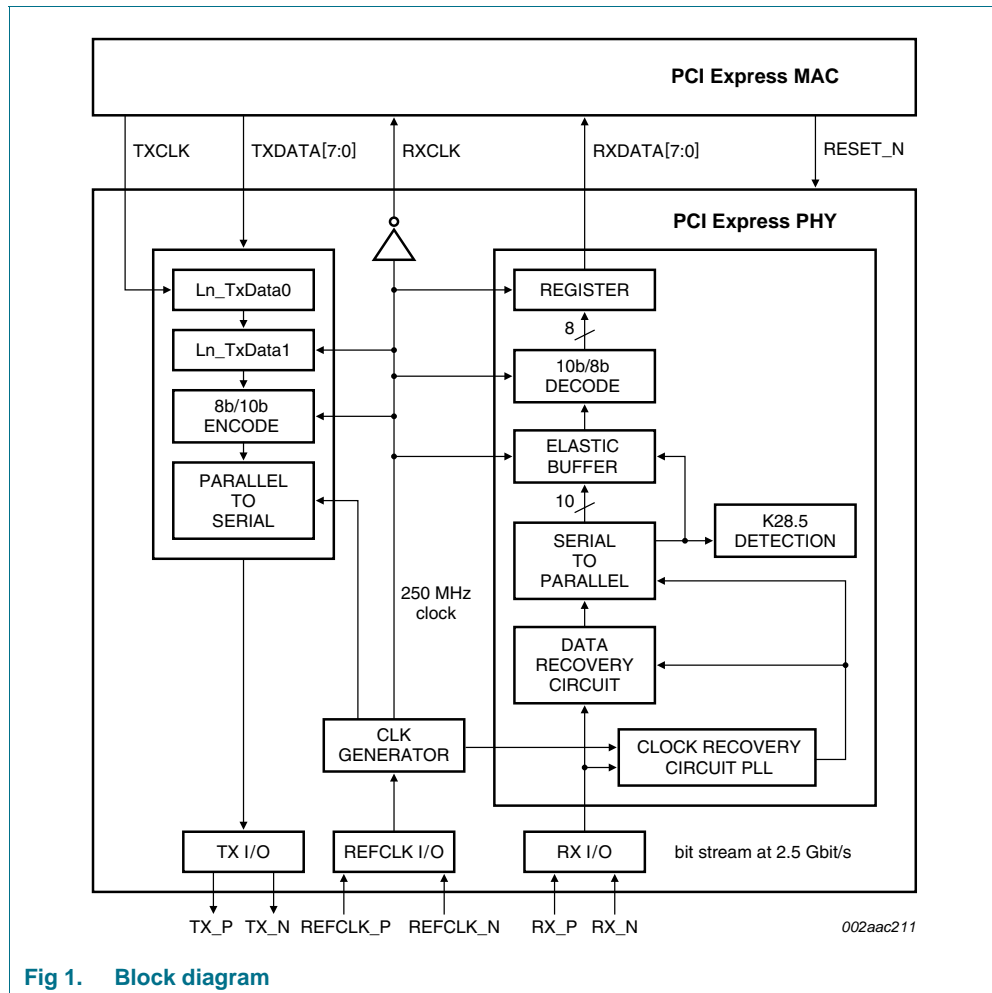 PCI Express MAC
TXCLK
TXDATA[7:0]
RXCLK
RXDATA[7:0]
RESET_N
PCI Express PHY
Ln_TxData0
Ln_TxData1
8b/10b
ENCODE
PARALLEL
TO
SERIAL
REGISTER
8
10b/8b
DECODE
ELASTIC
BUFFER
10
K28.5
DETECTION
SERIAL
TO
PARALLEL
250 MHz
clock
DATA
RECOVERY
CIRCUIT
CLK
GENERATOR
CLOCK RECOVERY
CIRCUIT PLL
TX I/O
REFCLK I/O
RX I/O
bit stream at 2.5 Gbit/s
TX_P
TX_N
REFCLK_P
REFCLK_N
RX_P
RX_N
002aac211
Fig 1. Block diagram